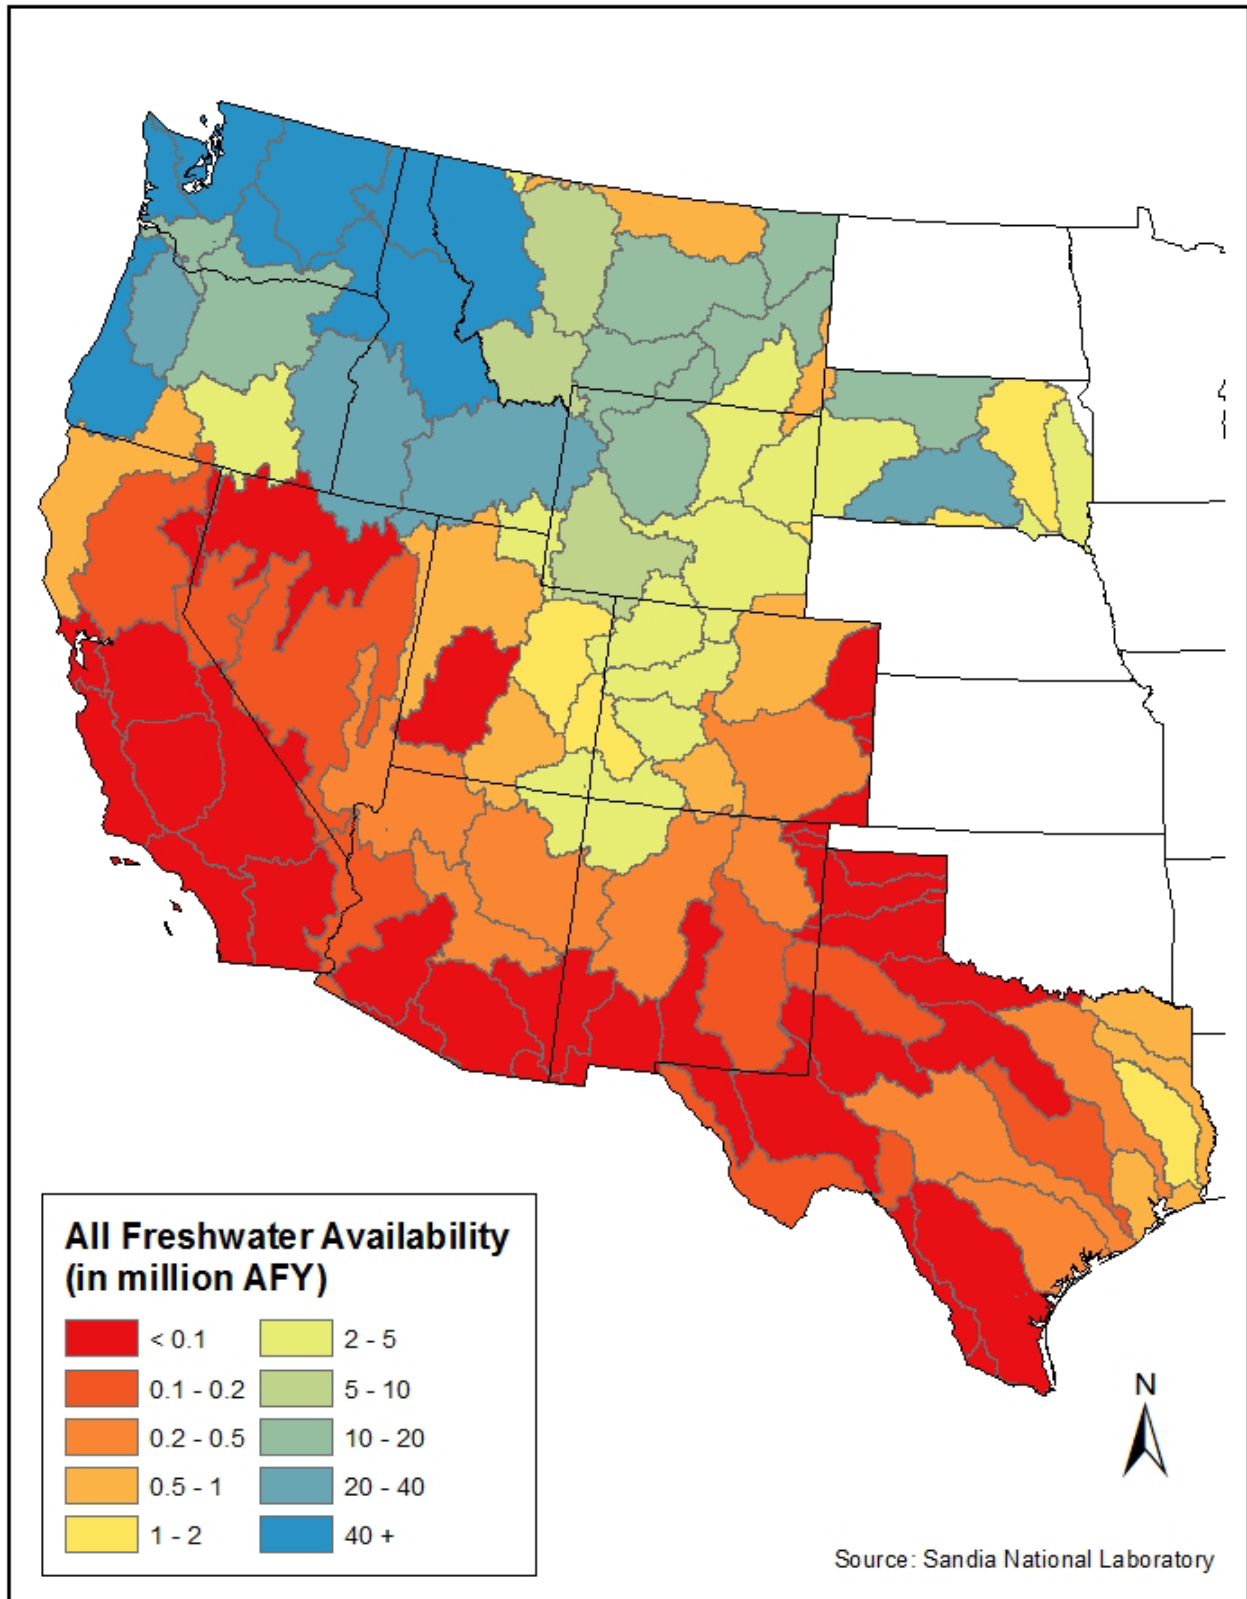 All Freshwater Availability
(in million AFY)
< 0.1
0.1 - 0.2
0.2 - 0.5
0.5 - 1
1 - 2
2 - 5
5 - 10
10 - 20
20 - 40
40 +
N
Source: Sandia National Laboratory